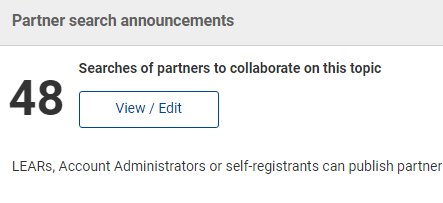 Partner search announcements
48
Searches of partners to collaborate on this topic
View / Edit
LEARs, Account Administrators or self-registrants can publish partner